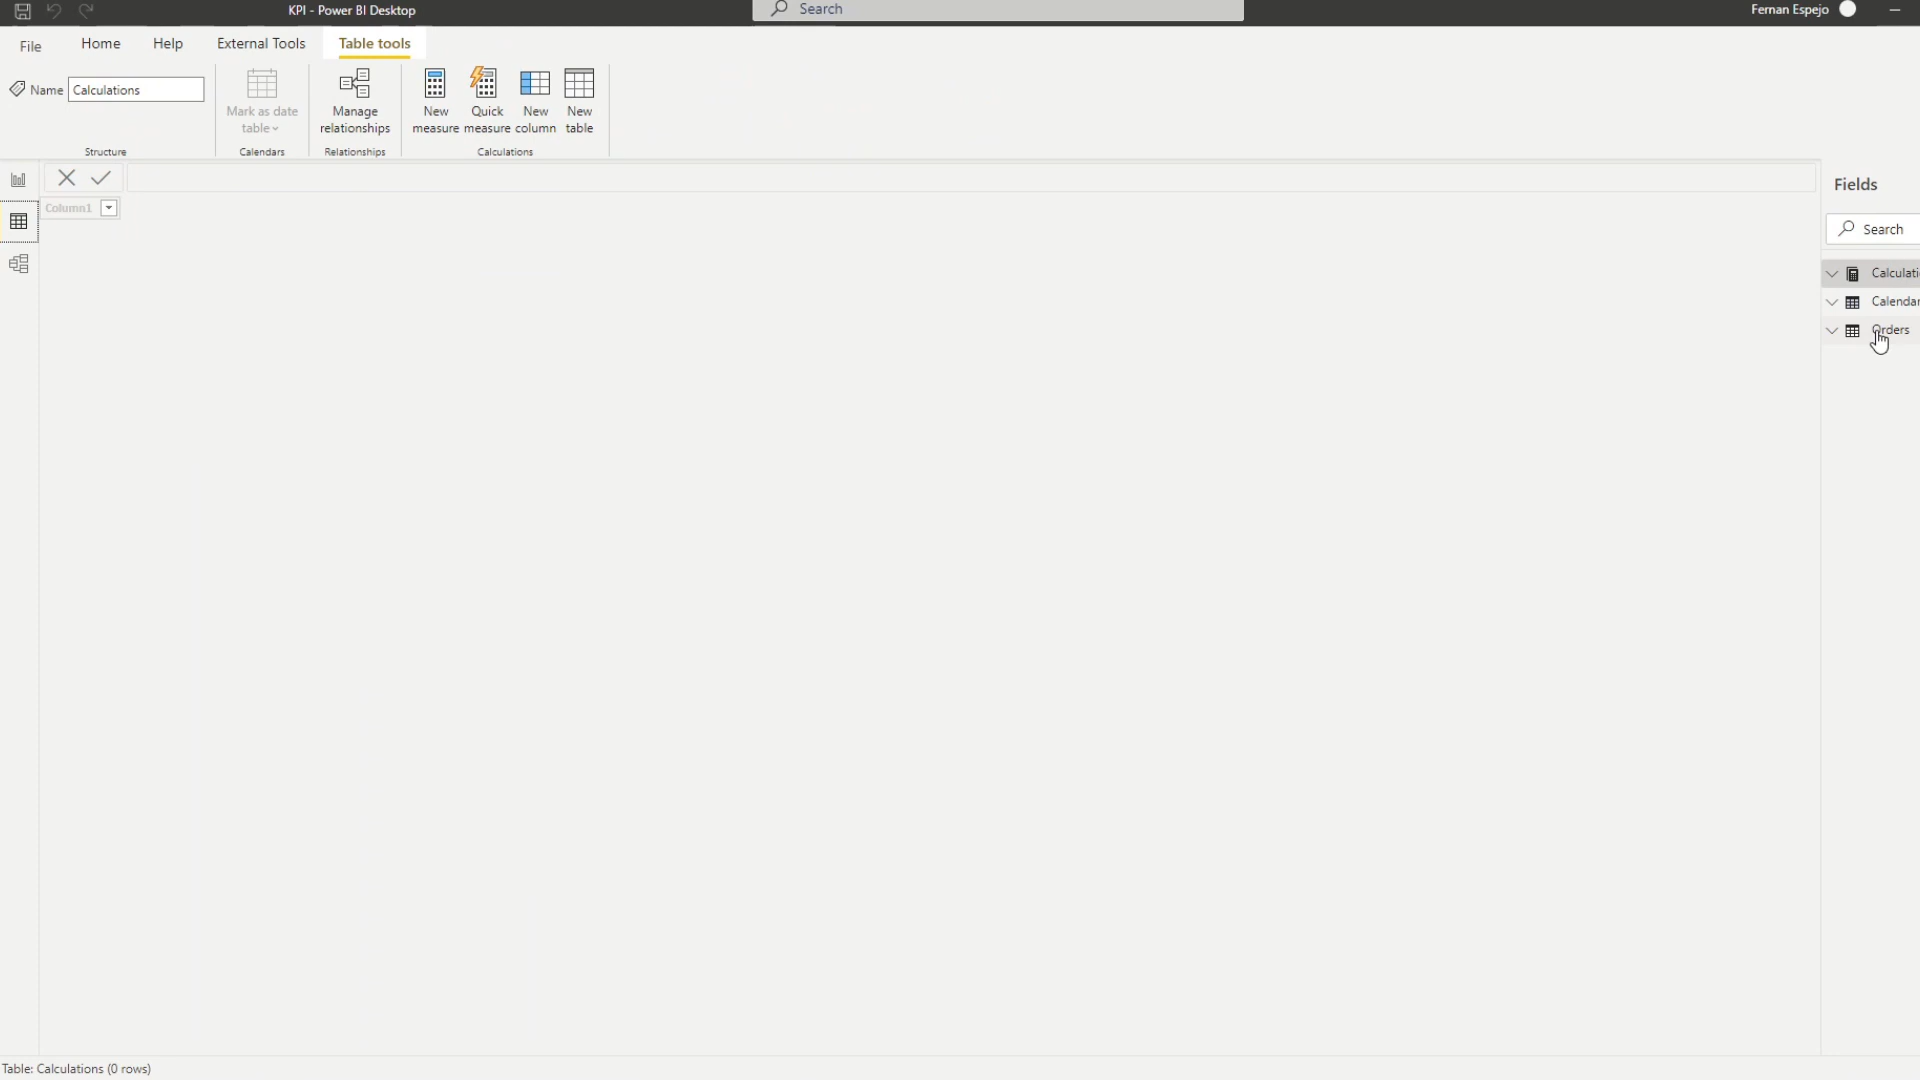 KPI - Power BI Desktop
Search
Fernan Espejo
File
Home
Help
External Tools
Table tools
Name
Calculations
Mark as date
table
Manage
relationships
New
measure
Quick
measure
New
column
New
table
Structure
Calendars
Relationships
Calculations
Column1
Fields
Search
Calculati
Calendar
Orders
Table: Calculations (0 rows)